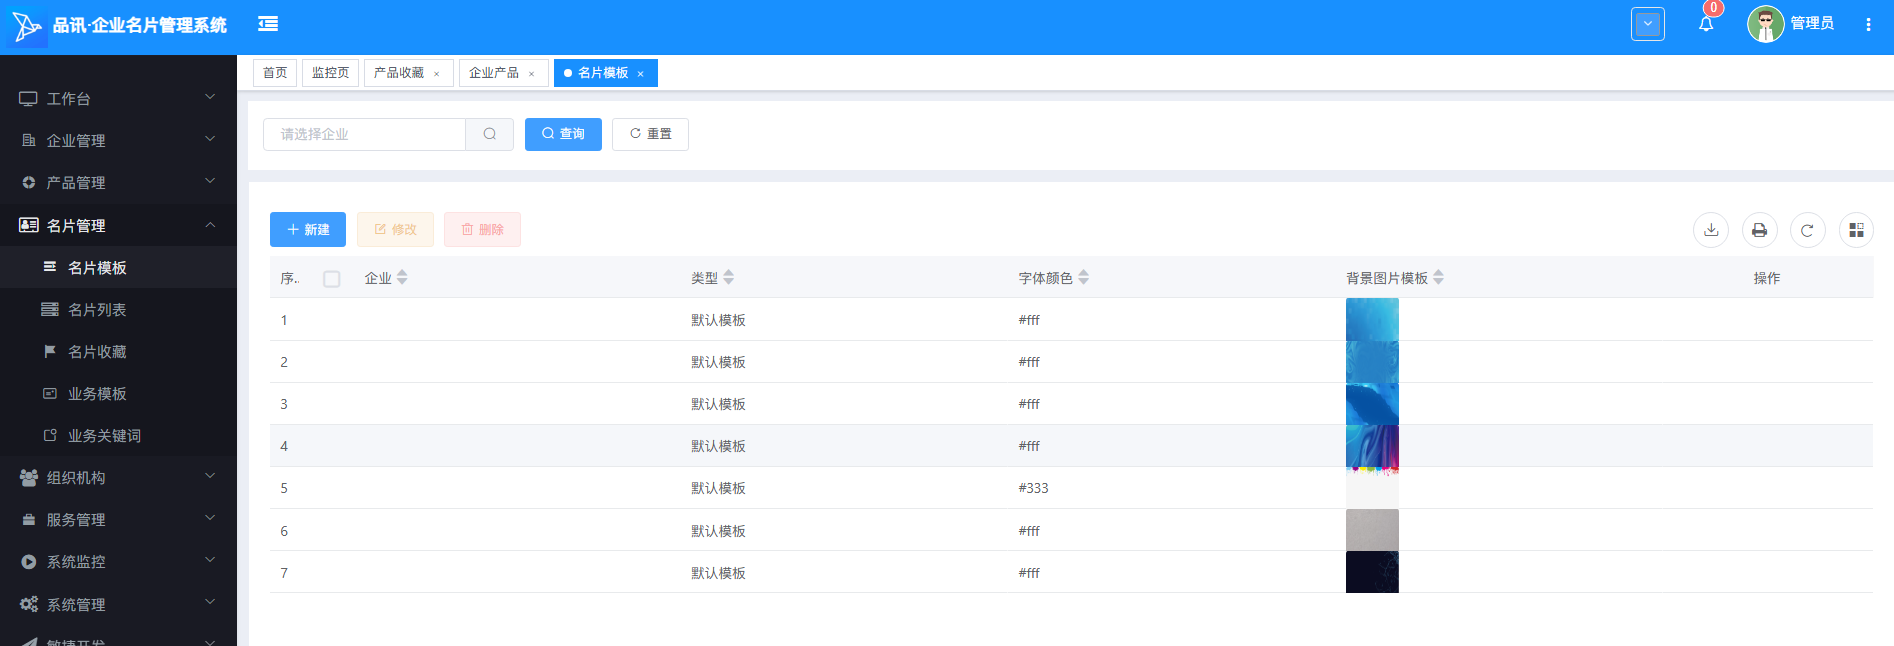 品讯·企业名片管理系统
0
管理员
首页
监控页
产品收藏 ×
企业产品 ×
名片模板 ×
工作台
企业管理
产品管理
名片管理
名片模板
名片列表
名片收藏
业务模板
业务关键词
组织机构
服务管理
系统监控
系统管理
敏捷开发
请选择企业
查询
重置
新建
修改
删除
序.. 企业 类型 字体颜色 背景图片模板 操作
1 默认模板 #fff
2 默认模板 #fff
3 默认模板 #fff
4 默认模板 #fff
5 默认模板 #333
6 默认模板 #fff
7 默认模板 #fff